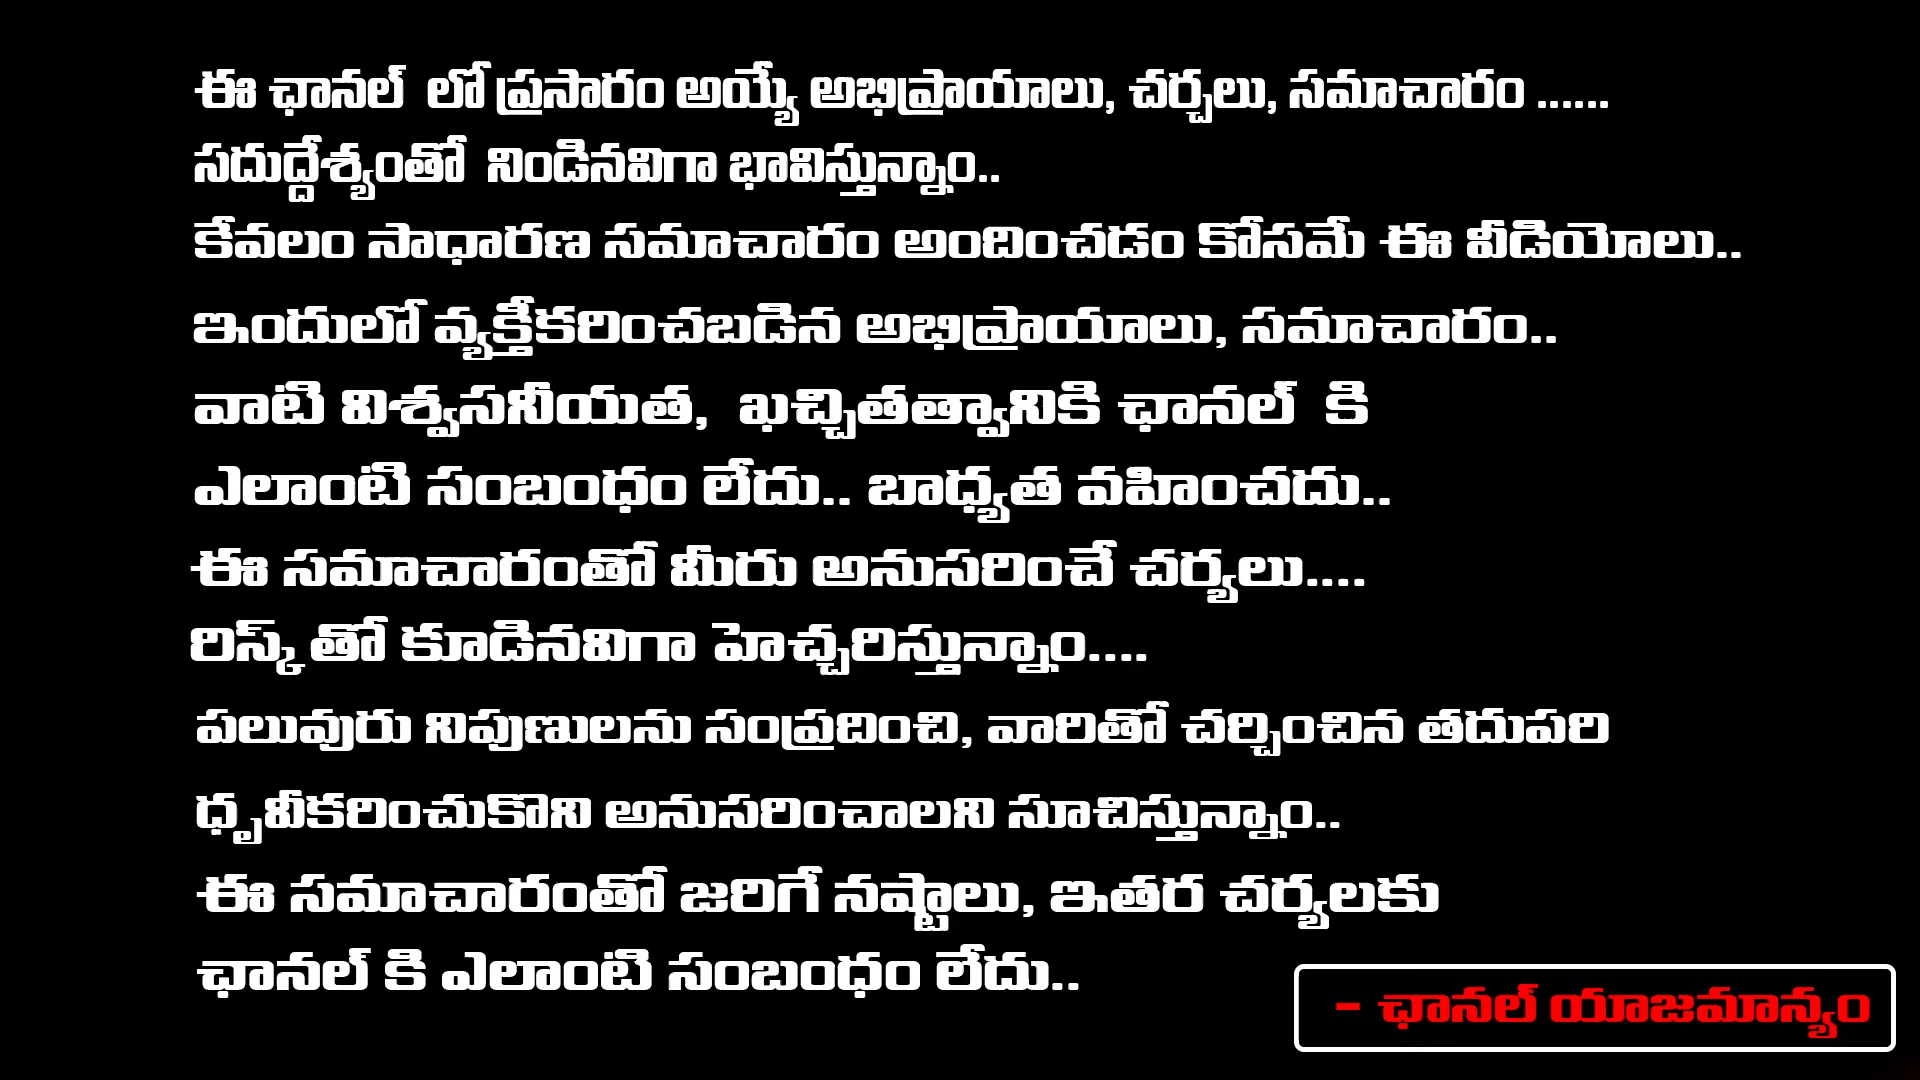 ఈ ఛానల్ లో ప్రసారం అయ్యే అభిప్రాయాలు, చర్చలు, సమాచారం ......
సదుద్దేశ్యంతో నిండినవిగా భావిస్తున్నాం..
కేవలం సాధారణ సమాచారం అందించడం కోసమే ఈ వీడియోలు..
ఇందులో వ్యక్తీకరించబడిన అభిప్రాయాలు, సమాచారం..
వాటి విశ్వసనీయత, ఖచ్చితత్వానికి ఛానల్ కి
ఎలాంటి సంబంధం లేదు.. బాధ్యత వహించదు..
ఈ సమాచారంతో మీరు అనుసరించే చర్యలు....
రిస్క్ తో కూడినవిగా హెచ్చరిస్తున్నాం....
పలువురు నిపుణులను సంప్రదించి, వారితో చర్చించిన తదుపరి
ధృవీకరించుకొని అనుసరించాలని సూచిస్తున్నాం..
ఈ సమాచారంతో జరిగే నష్టాలు, ఇతర చర్యలకు
ఛానల్ కి ఎలాంటి సంబంధం లేదు..
- ఛానల్ యాజమాన్యం